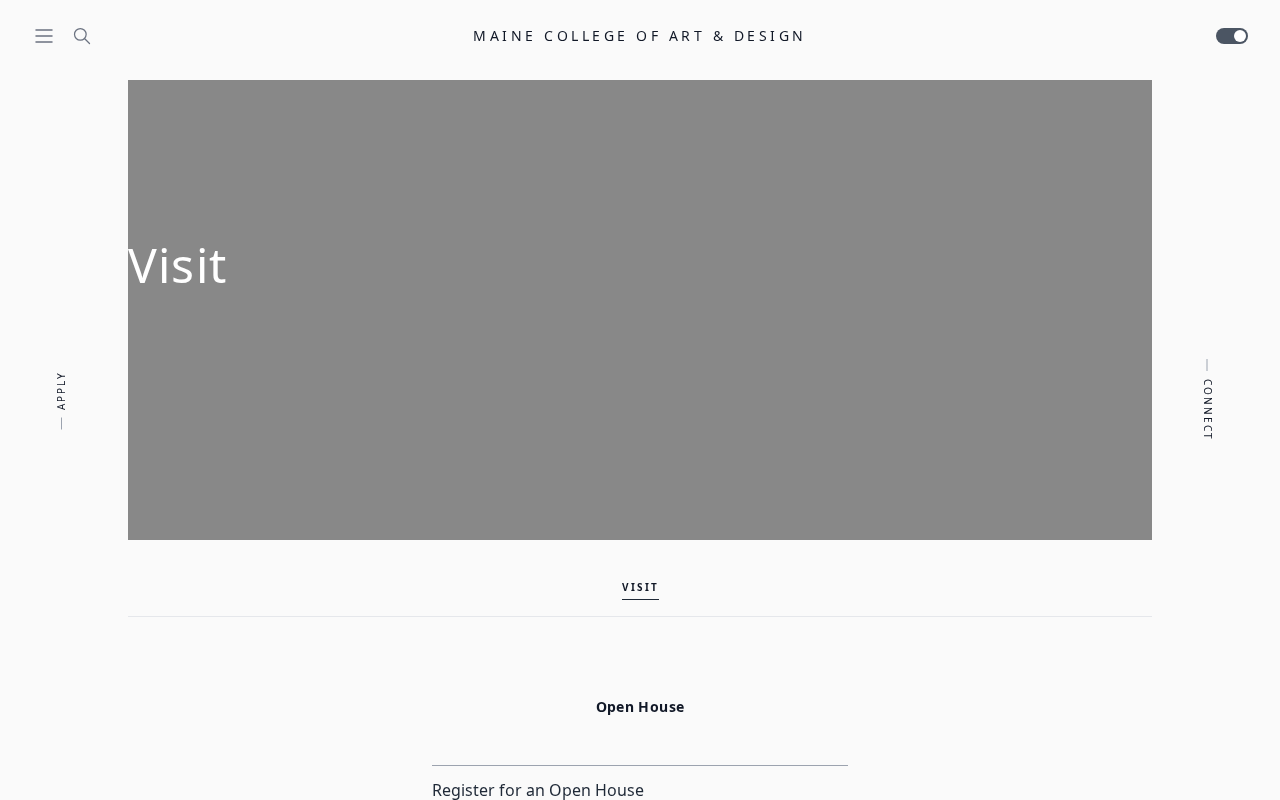 MAINE COLLEGE OF ART & DESIGN
Visit
— APPLY
— CONNECT
VISIT
Open House
Register for an Open House